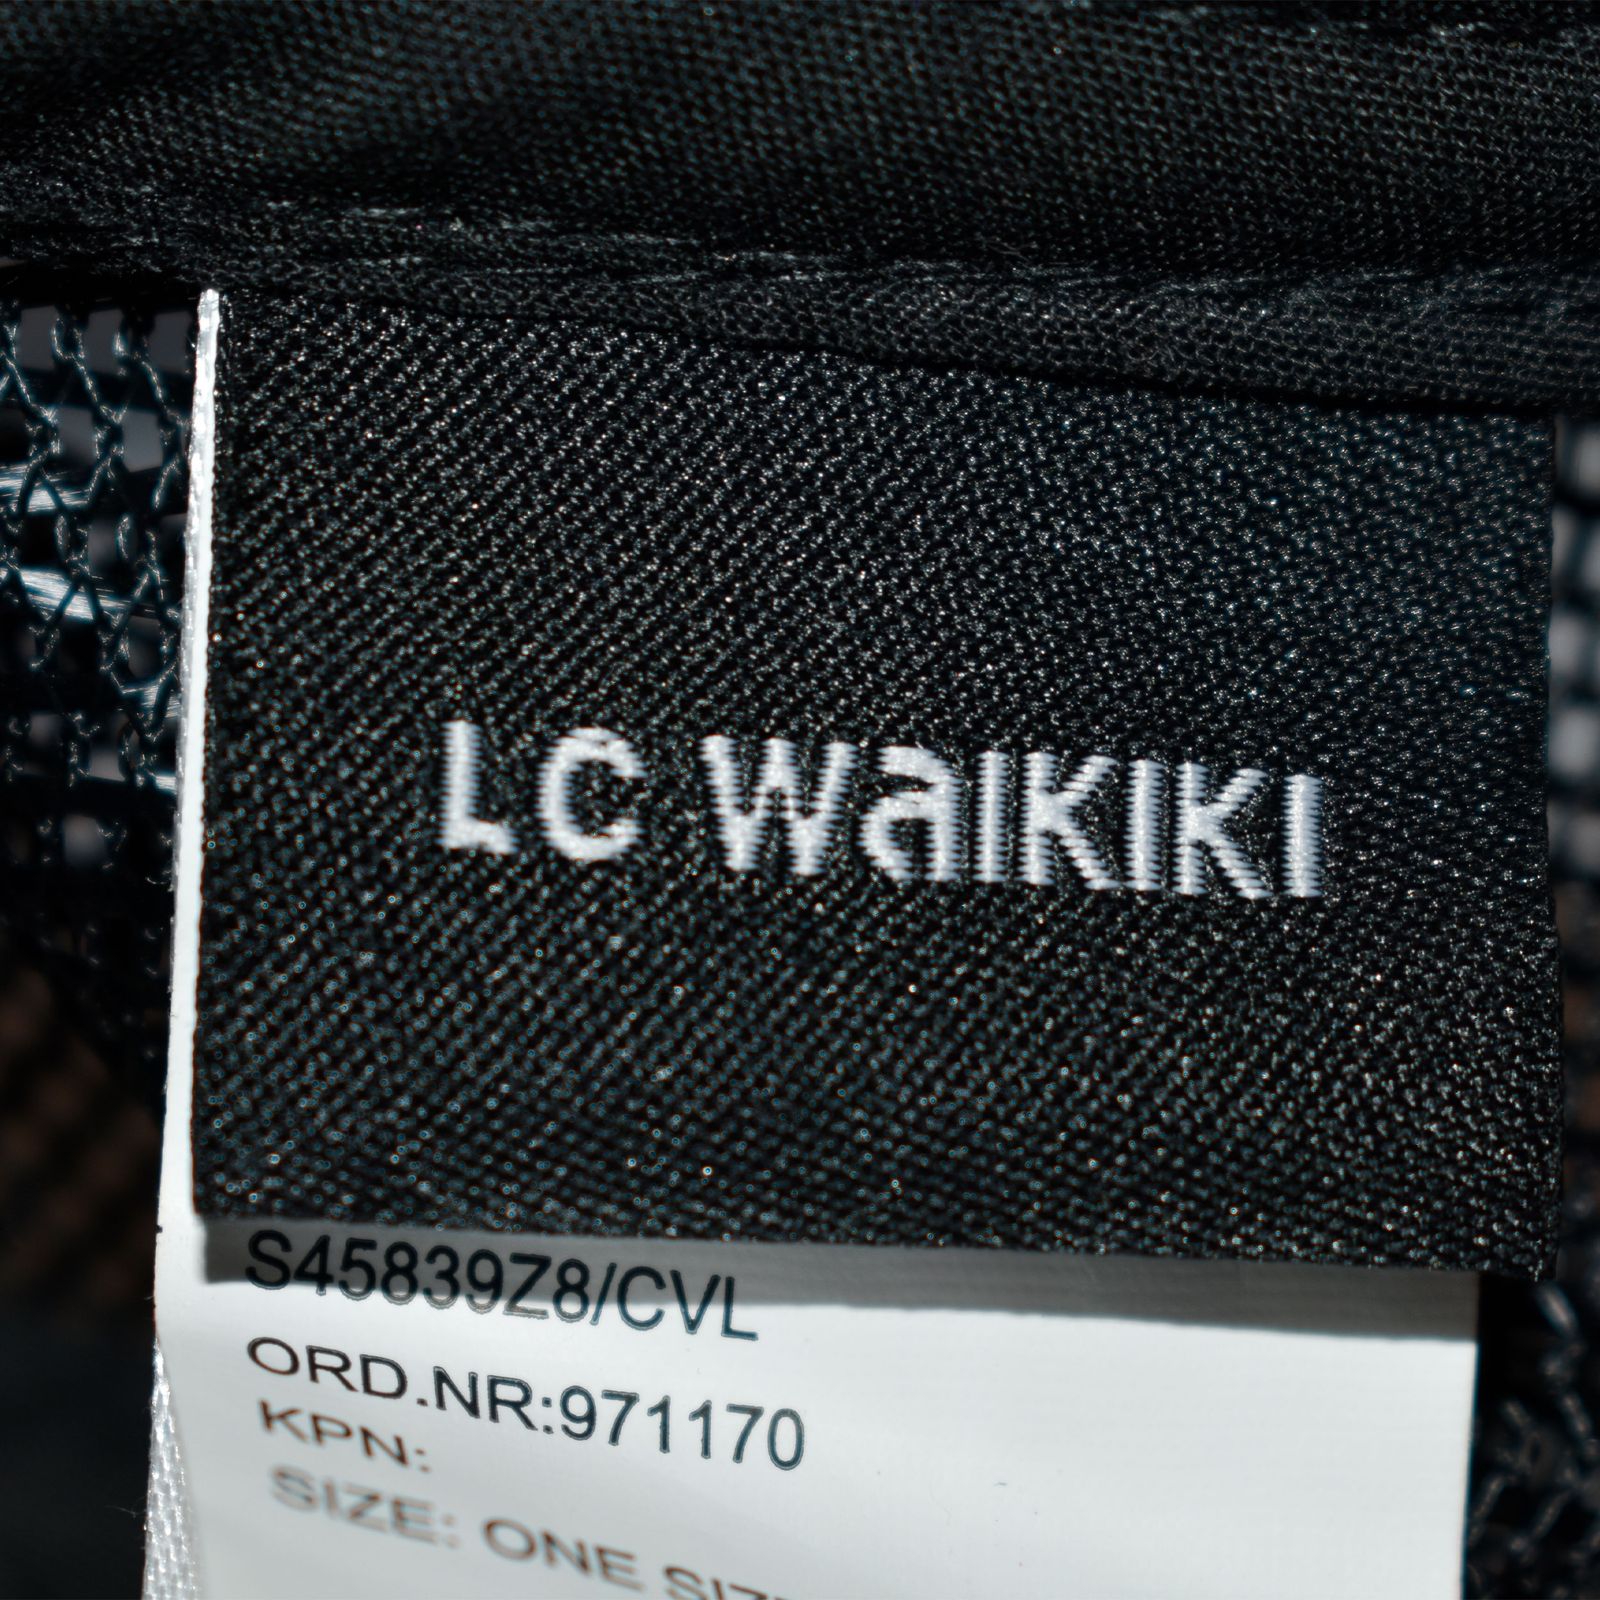 LC WAIKIKI
S45839Z8/CVL
ORD.NR:971170
KPN:
SIZE: ONE